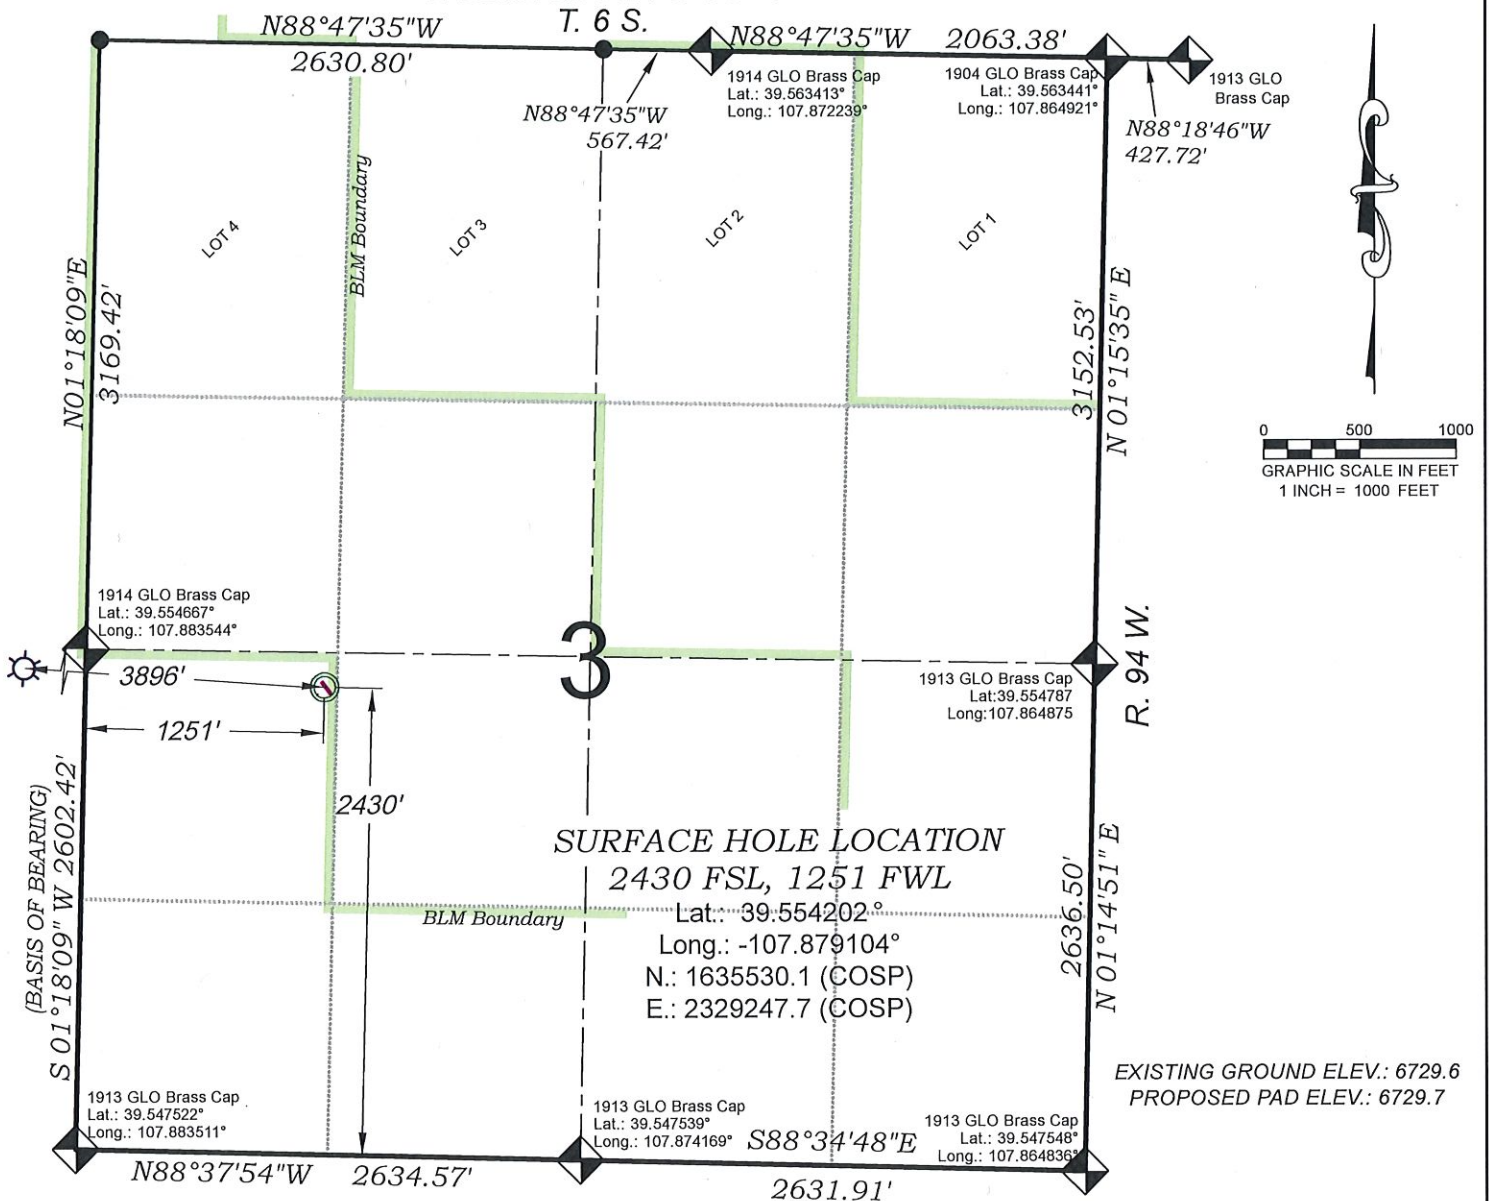 T. 6 S.
N88°47'35"W
2630.80'
N88°47'35"W 2063.38'
1914 GLO Brass Cap
Lat.: 39.563413°
Long.: 107.872239°
1904 GLO Brass Cap
Lat.: 39.563441°
Long.: 107.864921°
1913 GLO
Brass Cap
N88°47'35"W
567.42'
N88°18'46"W
427.72'
LOT 4
BLM Boundary
LOT 3
LOT 2
LOT 1
N01°18'09"E
3169.42'
3152.53'
N 01°15'35" E
0 500 1000
GRAPHIC SCALE IN FEET
1 INCH = 1000 FEET
1914 GLO Brass Cap
Lat.: 39.554667°
Long.: 107.883544°
3
R. 94 W.
3896'
1251'
1913 GLO Brass Cap
Lat:39.554787
Long:107.864875
2430'
(BASIS OF BEARING)
S 01°18'09" W 2602.42'
SURFACE HOLE LOCATION
2430 FSL, 1251 FWL
Lat.: 39.554202°
Long.: -107.879104°
N.: 1635530.1 (COSP)
E.: 2329247.7 (COSP)
BLM Boundary
2636.50'
N 01°14'51" E
EXISTING GROUND ELEV.: 6729.6
PROPOSED PAD ELEV.: 6729.7
1913 GLO Brass Cap
Lat.: 39.547522°
Long.: 107.883511°
1913 GLO Brass Cap
Lat.: 39.547539°
Long.: 107.874169°
1913 GLO Brass Cap
Lat.: 39.547548°
Long.: 107.864836°
S88°34'48"E
N88°37'54"W 2634.57'
2631.91'